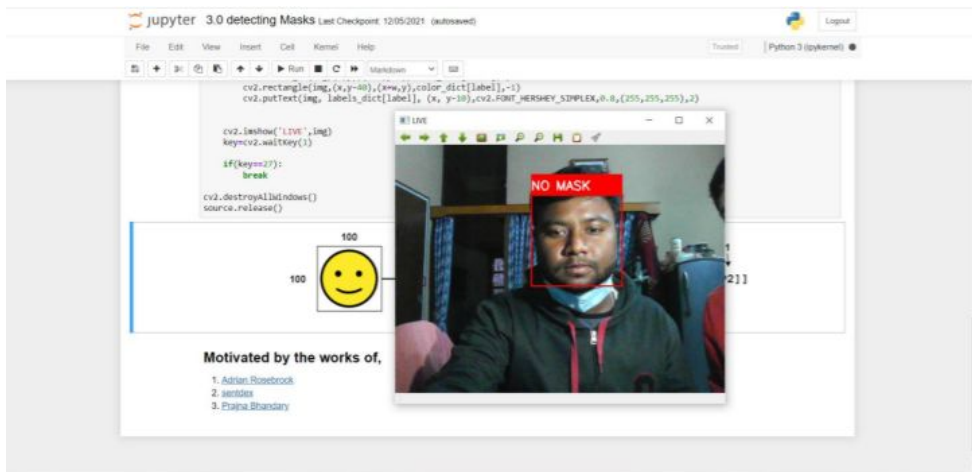 jupyter 3.0 detecting Masks Last Checkpoint: 12/05/2021 (autosaved) Logout
File Edit View Insert Cell Kernel Help Trusted Python 3 (ipykernel)
Run Markdown
cv2.rectangle(img,(x,y-40),(x+w,y),color_dict[label],-1)
cv2.putText(img, labels_dict[label], (x, y-10),cv2.FONT_HERSHEY_SIMPLEX,0.8,(255,255,255),2)
cv2.imshow('LIVE',img)
key=cv2.waitKey(1)
if(key==27):
break
cv2.destroyAllWindows()
source.release()
LIVE
NO MASK
100
100
1
2]]
Motivated by the works of,
1. Adrian Rosebrock
2. sentdex
3. Prajna Bhandary